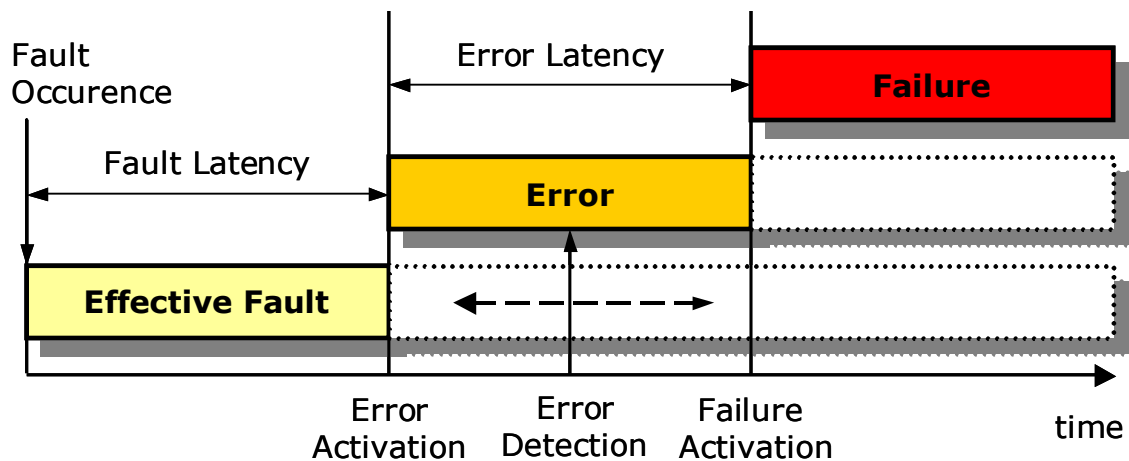 Fault
Occurence
Error Latency
Failure
Fault Latency
Error
Effective Fault
Error
Activation
Error
Detection
Failure
Activation
time